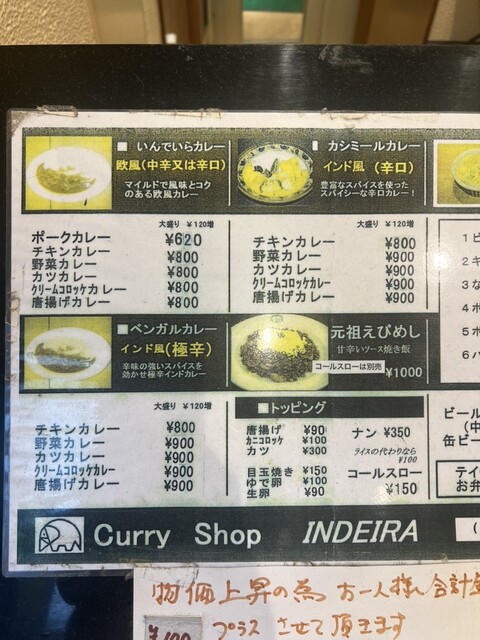 ■ いんでいらカレー
欧風(中辛又は辛口)
マイルドで風味とコク
のある欧風カレー
カシミールカレー
インド風 (辛口)
豊富なスパイスを使った
スパイシーな辛口カレー!
大盛り ¥120増
ポークカレー ¥620
チキンカレー ¥800
野菜カレー ¥800
カツカレー ¥800
クリームコロッケカレー ¥800
唐揚げカレー ¥800
大盛り ¥120増
チキンカレー ¥800
野菜カレー ¥900
カツカレー ¥900
クリームコロッケカレー ¥900
唐揚げカレー ¥900
■ベンガルカレー
インド風(極辛)
辛味の強いスパイスを
効かせ極辛インドカレー
元祖えびめし
甘辛いソース焼き飯
コールスローは別売
¥1000
大盛り ¥120増
チキンカレー ¥800
野菜カレー ¥900
カツカレー ¥900
クリームコロッケカレー ¥900
唐揚げカレー ¥900
■トッピング
唐揚げ ¥90
カニコロッケ ¥100
カツ ¥300
目玉焼き ¥150
ゆで卵 ¥100
生卵 ¥90
ナン ¥350
ライスの代わりなら
¥100
コールスロー
¥150
1
2
3
4
5
6
ビール
缶ビー
テイ
お弁
Curry Shop INDEIRA
物価上昇の為 お一人様 合計
プラス させて頂きます